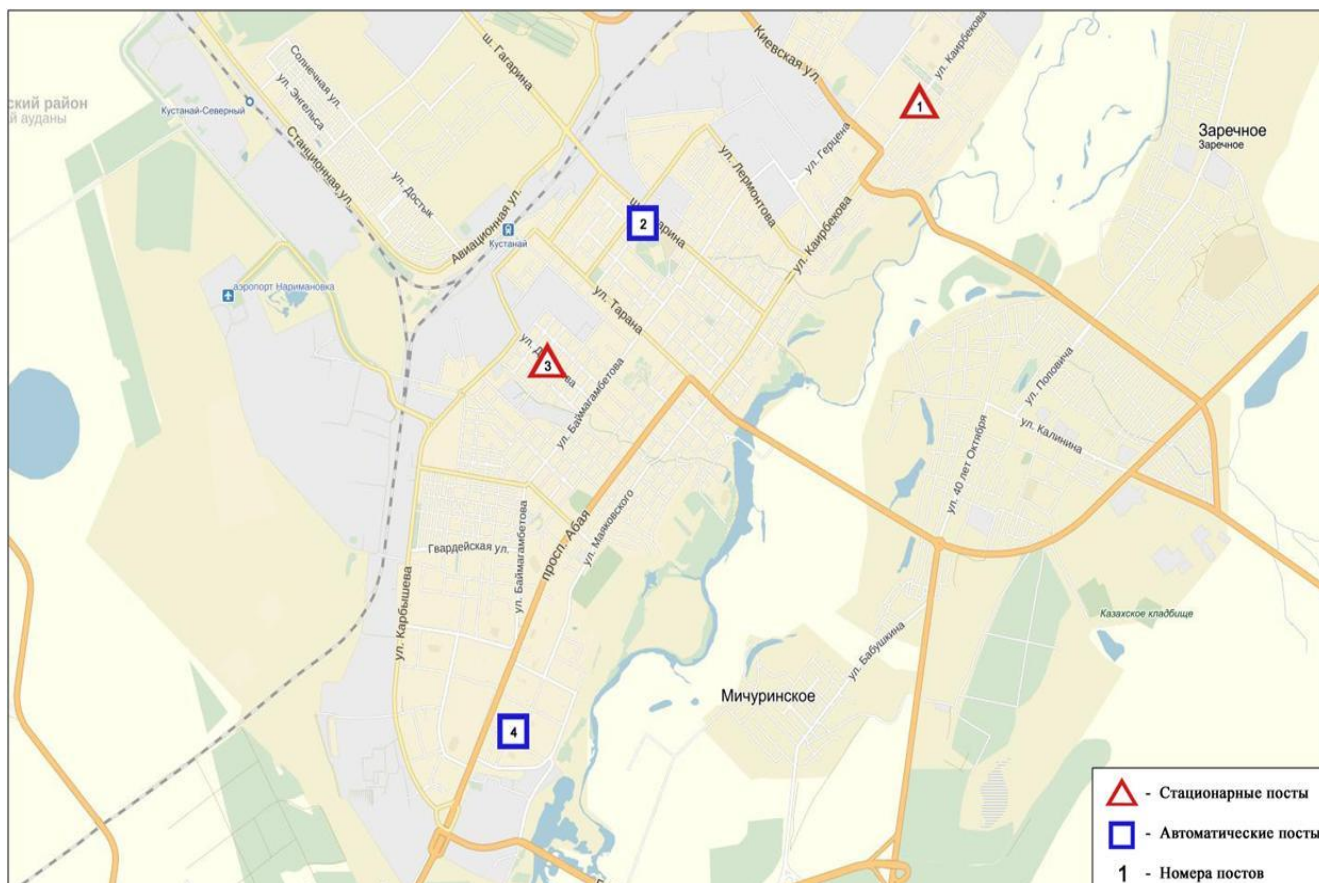 ш. Гагарина
Киевская ул.
ул. Каирбекова
1
ский район
й ауданы
Кустанай-Северный
Солнечная ул.
ул. Энгельса
Станционная ул.
ул. Достык
Авиационная ул.
Кустанай
аэропорт Наримановка
ул. Герцена
ул. Лермонтова
ул. Каирбекова
Заречное
Заречное
2
ул. Тарана
3
ул. Баймагамбетова
ул. Поповича
ул. Калинина
ул. 40 лет Октября
Гвардейская ул.
ул. Баймагамбетова
просп. Абая
ул. Маяковского
ул. Карбышева
Казахское кладбище
ул. Бабушкина
Мичуринское
4
- Стационарные посты
- Автоматические посты
1 - Номера постов